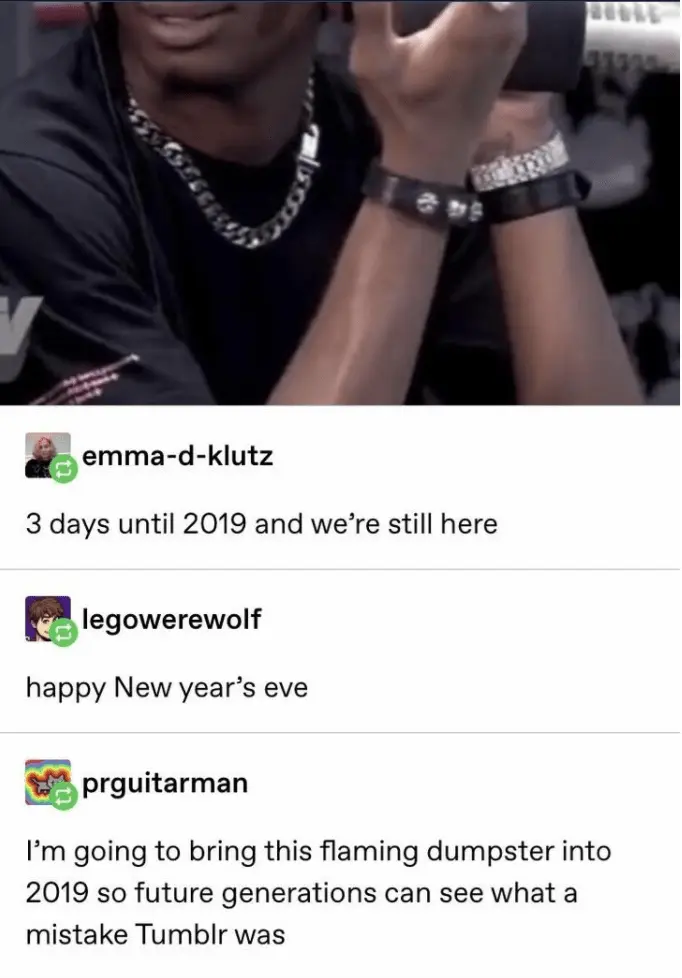 emma-d-klutz
3 days until 2019 and we’re still here
legowerewolf
happy New year’s eve
prguitarman
I’m going to bring this flaming dumpster into
2019 so future generations can see what a
mistake Tumblr was